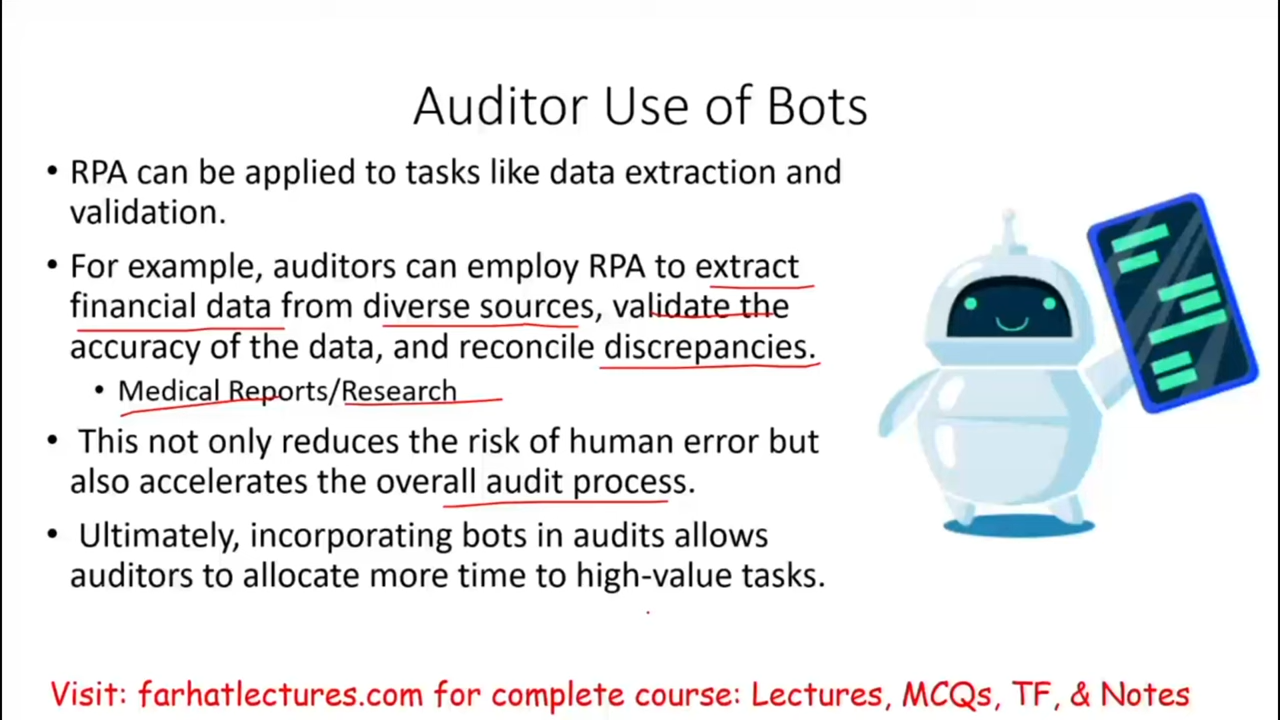 Auditor Use of Bots
• RPA can be applied to tasks like data extraction and
validation.
• For example, auditors can employ RPA to extract
financial data from diverse sources, validate the
accuracy of the data, and reconcile discrepancies.
• Medical Reports/Research
• This not only reduces the risk of human error but
also accelerates the overall audit process.
• Ultimately, incorporating bots in audits allows
auditors to allocate more time to high-value tasks.
Visit: farhatlectures.com for complete course: Lectures, MCQs, TF, & Notes